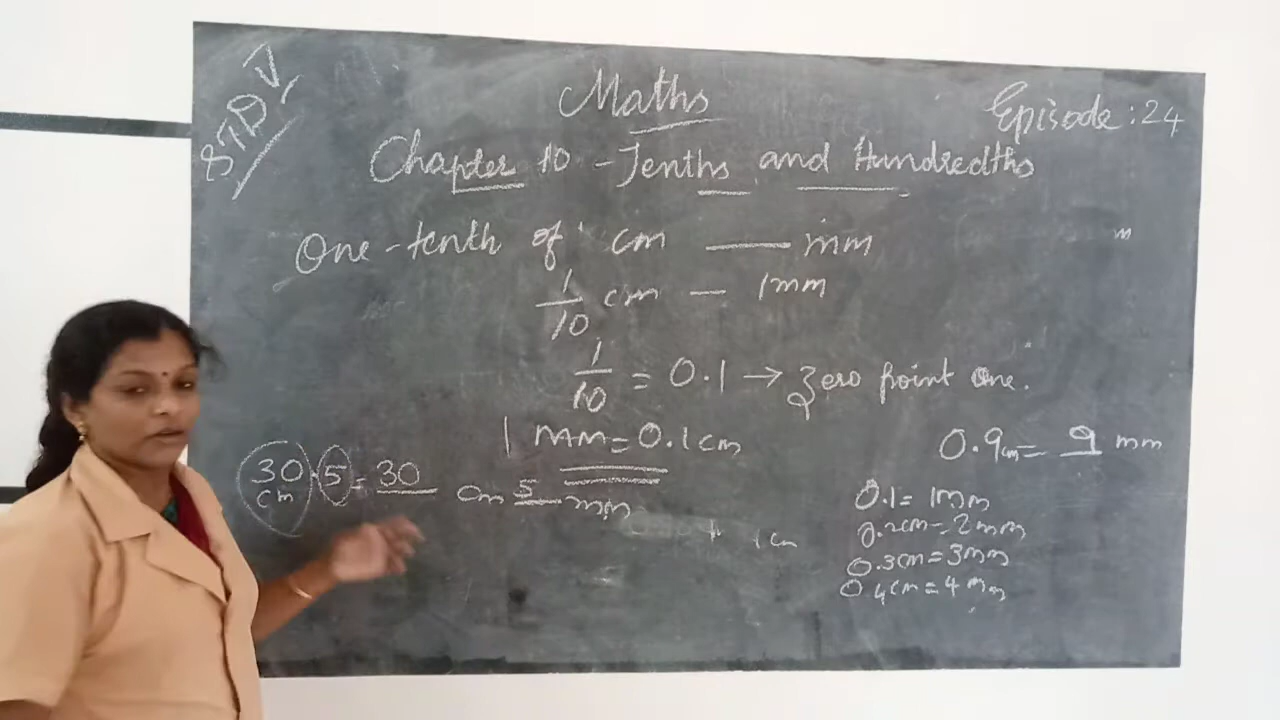 STD V
Maths
Episode: 24
Chapter 10 - Tenths and Hundredths
One-tenth of cm —— mm
m
1/10 cm — 1mm
1/10 = 0.1 → Zero point one.
1 mm = 0.1cm
0.9cm = 9 mm
30 cm . 5 = 30 cm 5 mm
0.1 = 1mm
0.2cm = 2mm
0.3cm = 3mm
0.4cm = 4mm
1 cm